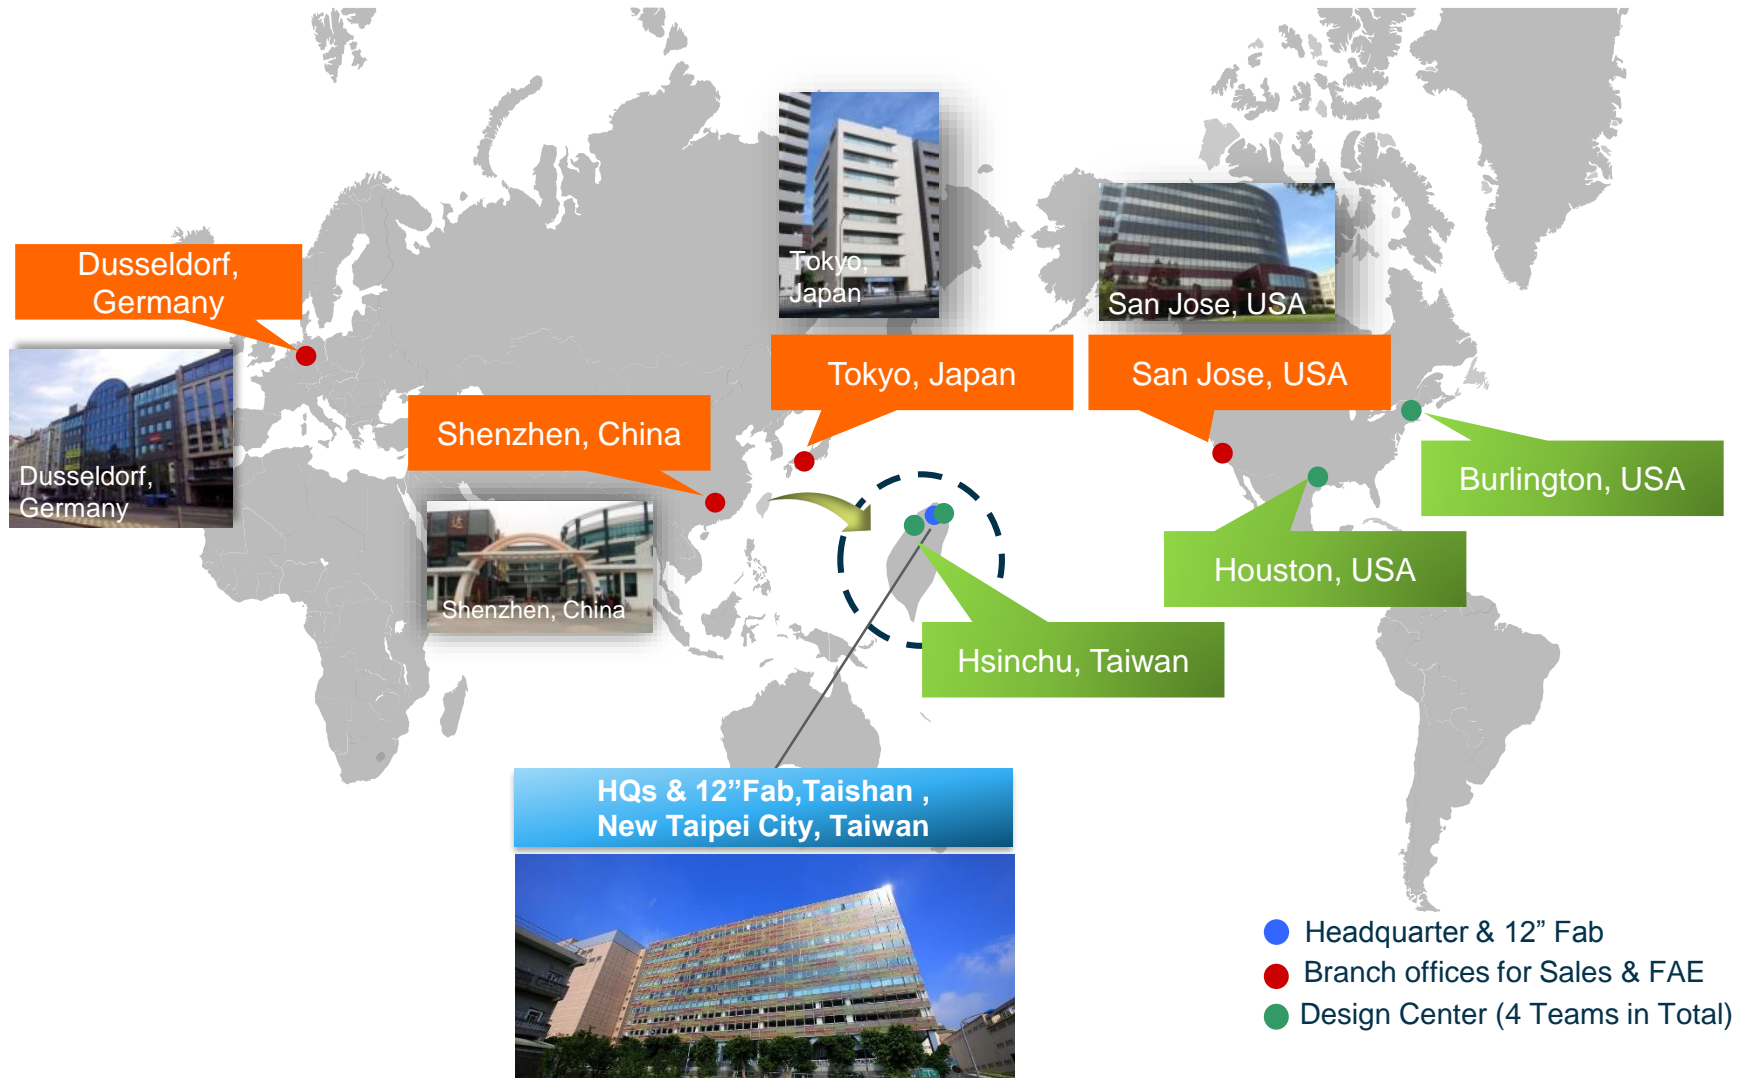 Dusseldorf,
Germany
Dusseldorf,
Germany
Shenzhen, China
Shenzhen, China
Tokyo,
Japan
Tokyo, Japan
San Jose, USA
San Jose, USA
Burlington, USA
Houston, USA
Hsinchu, Taiwan
HQs & 12”Fab,Taishan ,
New Taipei City, Taiwan
Headquarter & 12” Fab
Branch offices for Sales & FAE
Design Center (4 Teams in Total)